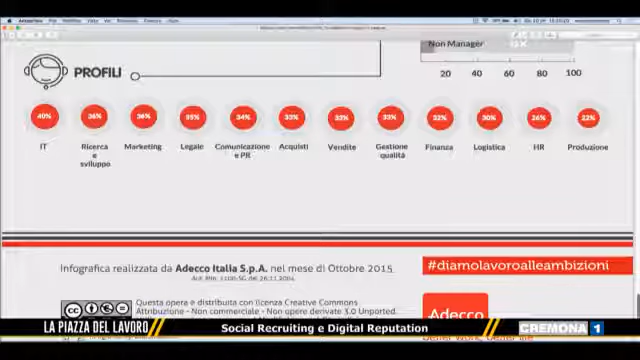 Non Manager
20 40 60 80 100
PROFILI
40% 36% 36% 35% 34% 33% 33% 33% 32% 30% 26% 22%
IT Ricerca e sviluppo Marketing Legale Comunicazione e PR Acquisti Vendite Gestione qualità Finanza Logistica HR Produzione
Infografica realizzata da Adecco Italia S.p.A. nel mese di Ottobre 2015
#diamolavoroalleambizioni
Questa opera è distribuita con licenza Creative Commons
Attribuzione - Non commerciale - Non opere derivate 3.0 Unported.
Adecco
LA PIAZZA DEL LAVORO
Social Recruiting e Digital Reputation
CREMONA 1